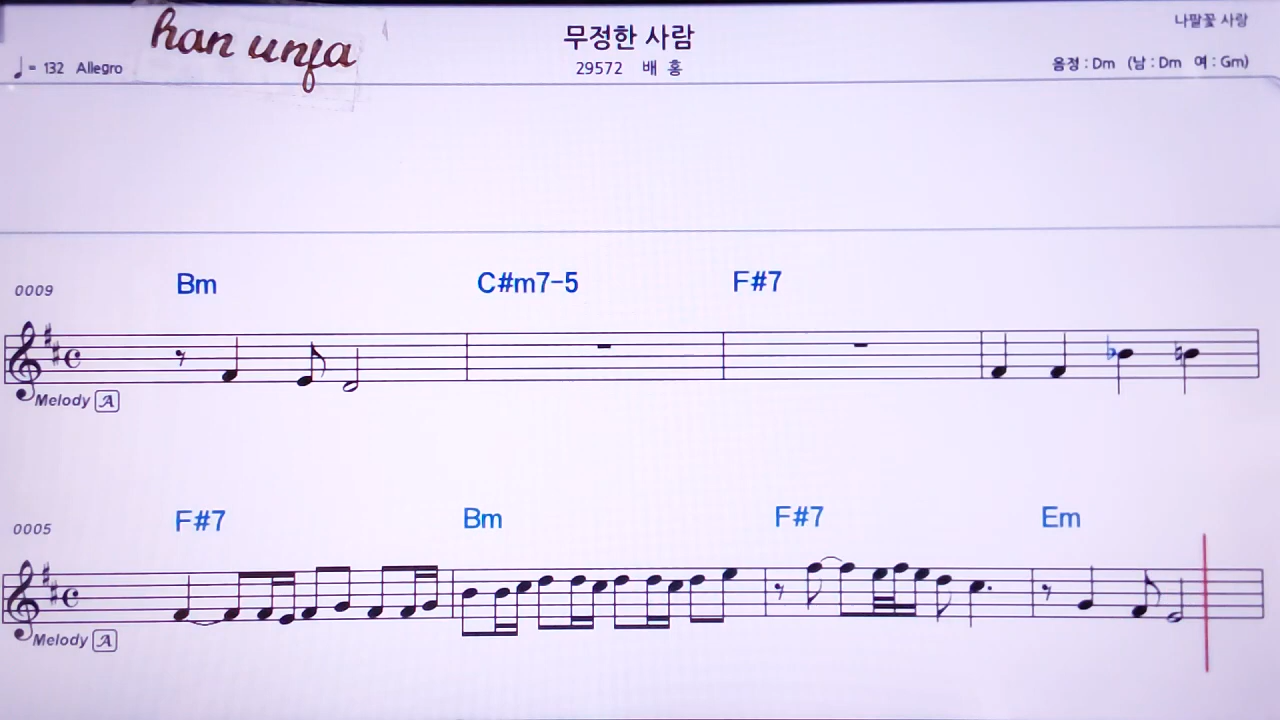 han unfa
무정한 사람
나팔꽃 사랑
♩= 132 Allegro
29572 배 홍
음정 : Dm (남 : Dm 여 : Gm)
0009 Bm C#m7-5 F#7
Melody A
0005 F#7 Bm F#7 Em
Melody A